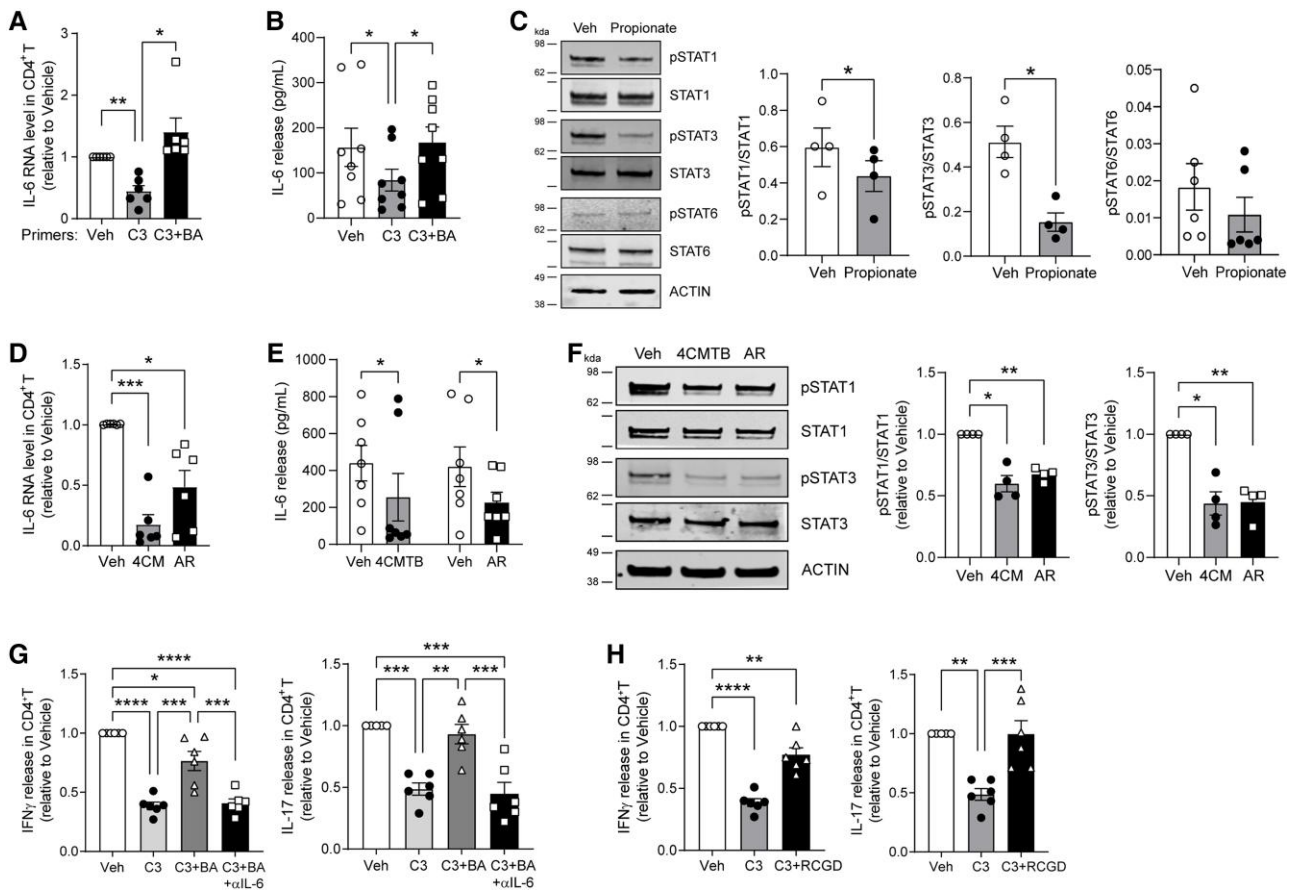 A
IL-6 RNA level in CD4⁺T
(relative to Vehicle)
3
2
1
0
**
*
Primers: Veh C3 C3+BA
B
IL-6 release (pg/mL)
400
300
200
100
0
*
*
Veh C3 C3+BA
C
kda
Veh Propionate
98
62
pSTAT1
STAT1
pSTAT3
STAT3
98
62
pSTAT6
STAT6
49
38
ACTIN
pSTAT1/STAT1
1.0
0.8
0.6
0.4
0.2
0.0
*
Veh Propionate
pSTAT3/STAT3
0.8
0.6
0.4
0.2
0.0
*
Veh Propionate
pSTAT6/STAT6
0.05
0.04
0.03
0.02
0.01
0.00
Veh Propionate
D
IL-6 RNA level in CD4⁺T
(relative to Vehicle)
1.5
1.0
0.5
0.0
*
***
Veh 4CM AR
E
IL-6 release (pg/mL)
1000
800
600
400
200
0
*
*
Veh 4CMTB Veh AR
F
kda
Veh 4CMTB AR
98
62
pSTAT1
STAT1
98
62
pSTAT3
STAT3
49
38
ACTIN
pSTAT1/STAT1
(relative to Vehicle)
1.5
1.0
0.5
0.0
**
*
Veh 4CM AR
pSTAT3/STAT3
(relative to Vehicle)
1.5
1.0
0.5
0.0
**
*
Veh 4CM AR
G
IFNγ release in CD4⁺T
(relative to Vehicle)
1.5
1.0
0.5
0.0
****
*
**** *** ***
Veh C3 C3+BA C3+BA
+αIL-6
IL-17 release in CD4⁺T
(relative to Vehicle)
1.5
1.0
0.5
0.0
***
*** ** ***
Veh C3 C3+BA C3+BA
+αIL-6
H
IFNγ release in CD4⁺T
(relative to Vehicle)
1.5
1.0
0.5
0.0
**
****
Veh C3 C3+RCGD
IL-17 release in CD4⁺T
(relative to Vehicle)
1.5
1.0
0.5
0.0
** ***
Veh C3 C3+RCGD